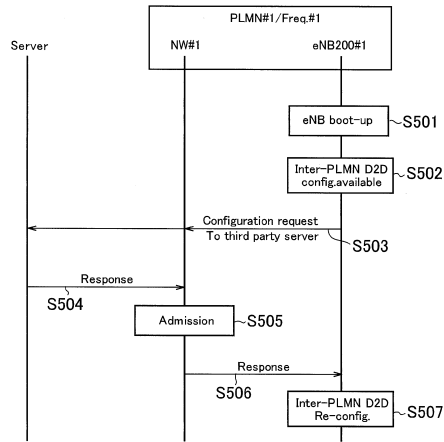 PLMN#1/Freq.#1
Server
NW#1
eNB200#1
eNB boot-up
S501
Inter-PLMN D2D
config.available
S502
Configuration request
To third party server
S503
Response
S504
Admission
S505
Response
S506
Inter-PLMN D2D
Re-config.
S507